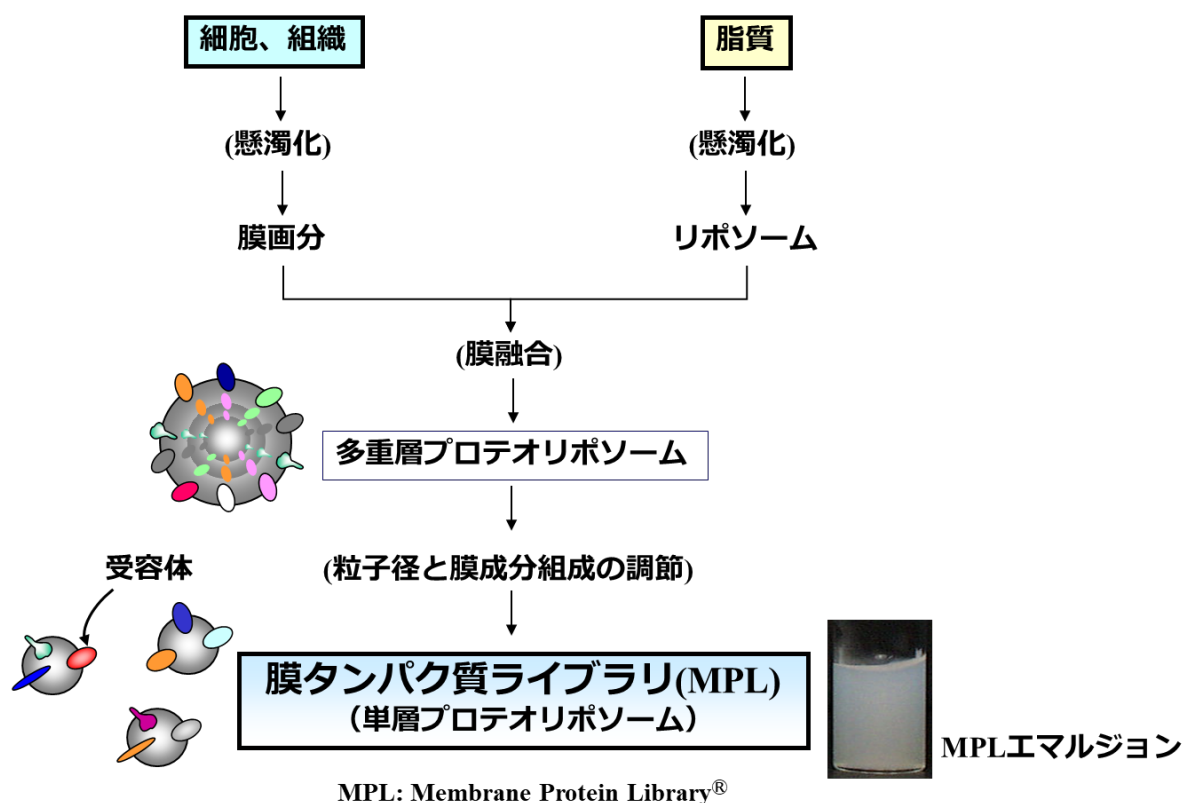 細胞、組織
脂質
(懸濁化)
(懸濁化)
膜画分
リポソーム
(膜融合)
多重層プロテオリポソーム
受容体
(粒子径と膜成分組成の調節)
膜タンパク質ライブラリ(MPL)
（単層プロテオリポソーム）
MPLエマルジョン
MPL: Membrane Protein Library®